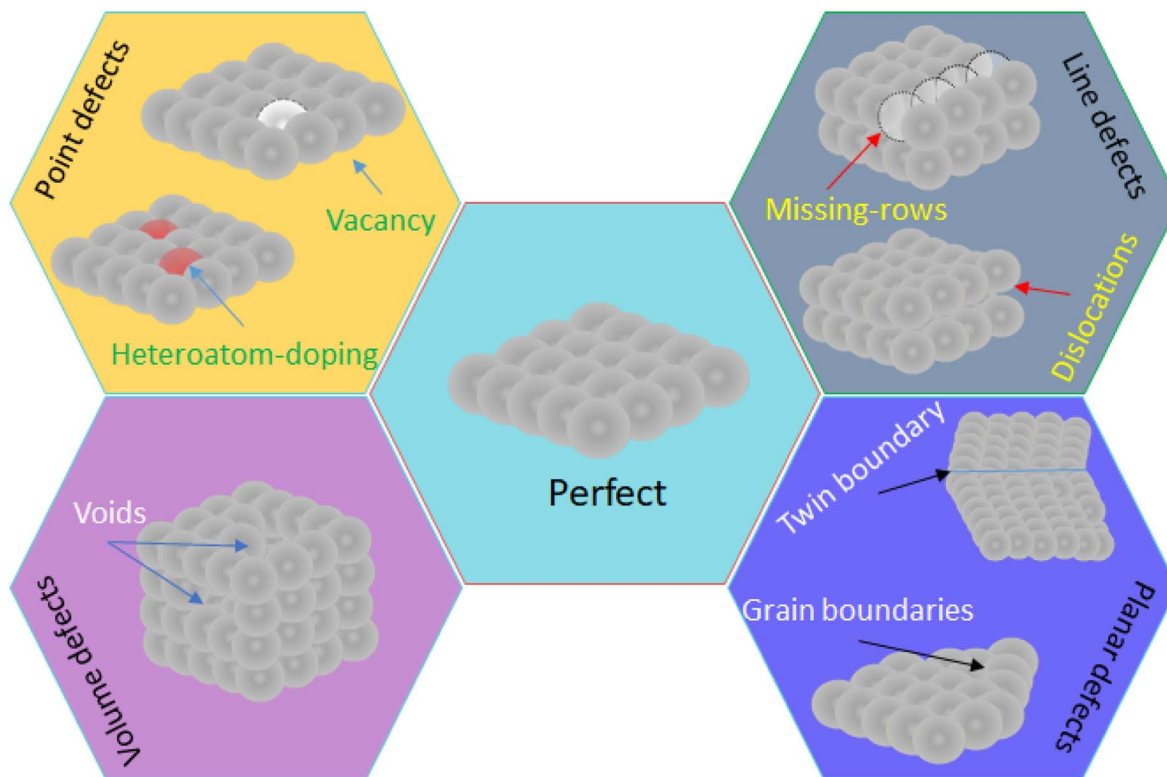 Point defects
Vacancy
Heteroatom-doping
Line defects
Missing-rows
Dislocations
Perfect
Voids
Volume defects
Twin boundary
Grain boundaries
Planar defects